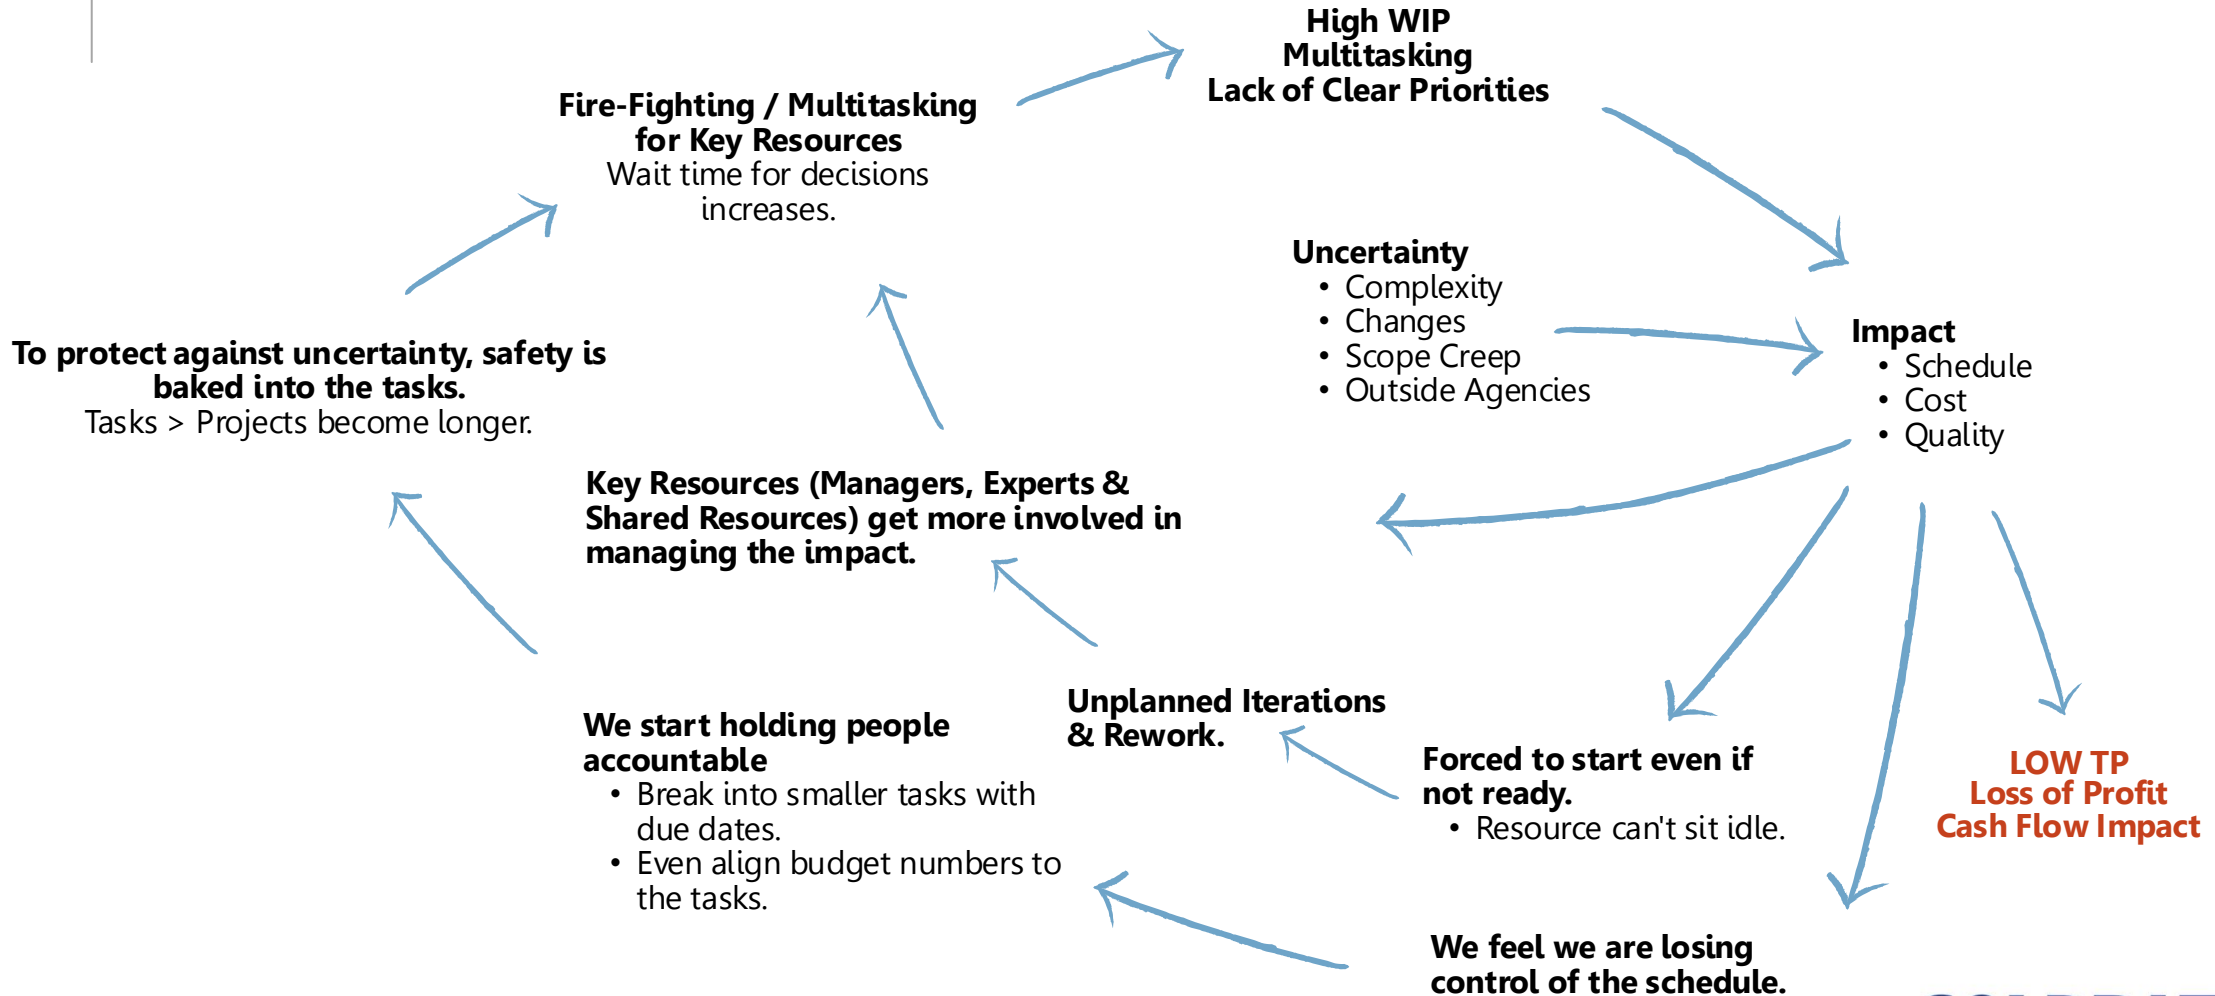 High WIP
Multitasking
Lack of Clear Priorities
Fire-Fighting / Multitasking
for Key Resources
Wait time for decisions
increases.
Uncertainty
• Complexity
• Changes
• Scope Creep
• Outside Agencies
Impact
• Schedule
• Cost
• Quality
To protect against uncertainty, safety is
baked into the tasks.
Tasks > Projects become longer.
Key Resources (Managers, Experts &
Shared Resources) get more involved in
managing the impact.
Unplanned Iterations
& Rework.
We start holding people
accountable
• Break into smaller tasks with
due dates.
• Even align budget numbers to
the tasks.
Forced to start even if
not ready.
• Resource can't sit idle.
LOW TP
Loss of Profit
Cash Flow Impact
We feel we are losing
control of the schedule.